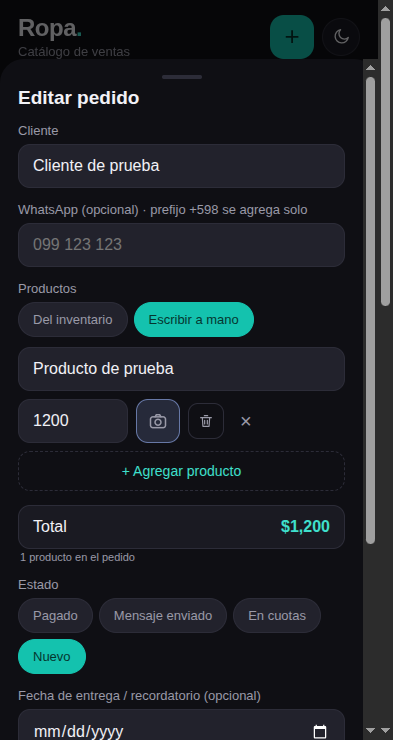 Ropa.
Catálogo de ventas
+
Editar pedido
Cliente
Cliente de prueba
WhatsApp (opcional) · prefijo +598 se agrega solo
099 123 123
Productos
Del inventario
Escribir a mano
Producto de prueba
1200
×
+ Agregar producto
Total $1,200
1 producto en el pedido
Estado
Pagado
Mensaje enviado
En cuotas
Nuevo
Fecha de entrega / recordatorio (opcional)
mm/dd/yyyy